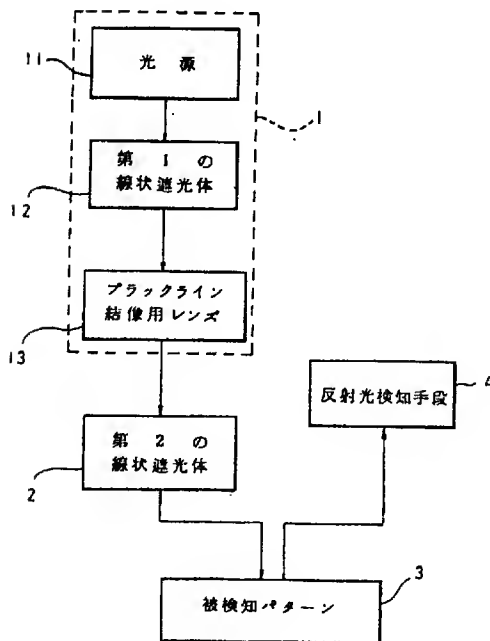 11
光源
1
第1の
線状遮光体
12
ブラックライン
結像用レンズ
13
4
反射光検知手段
第2の
線状遮光体
2
3
被検知パターン